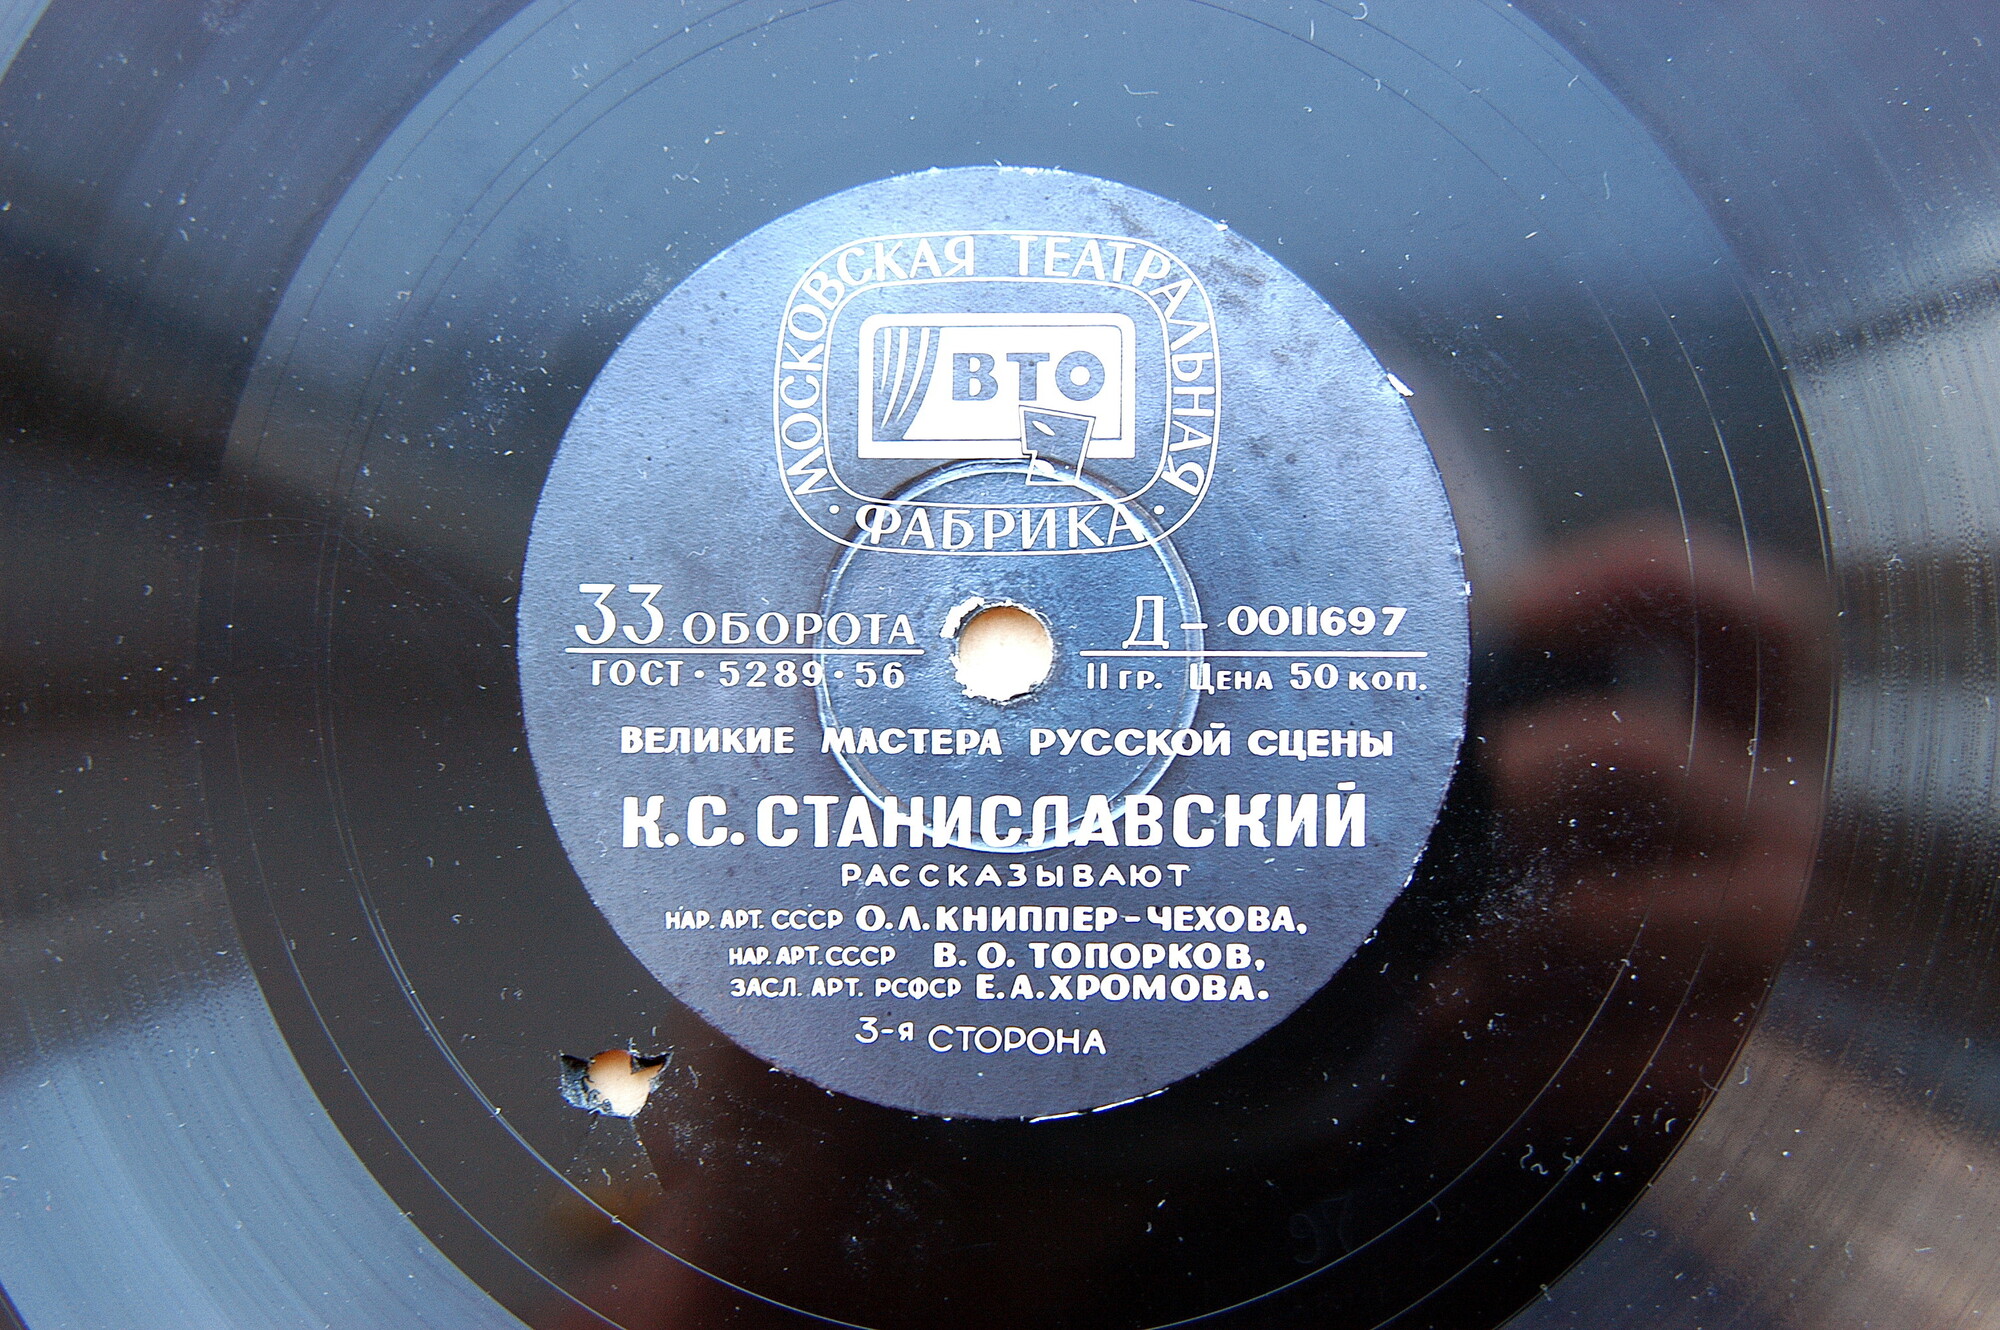 МОСКОВСКАЯ ТЕАТРАЛЬНАЯ
ВТО
• ФАБРИКА •
33 ОБОРОТА
ГОСТ • 5289 • 56
Д - 0011697
II ГР. ЦЕНА 50 КОП.
ВЕЛИКИЕ МАСТЕРА РУССКОЙ СЦЕНЫ
К.С. СТАНИСЛАВСКИЙ
РАССКАЗЫВАЮТ
НАР. АРТ. СССР О.Л. КНИППЕР-ЧЕХОВА,
НАР. АРТ. СССР В. О. ТОПОРКОВ,
ЗАСЛ. АРТ. РСФСР Е.А. ХРОМОВА.
3-Я СТОРОНА